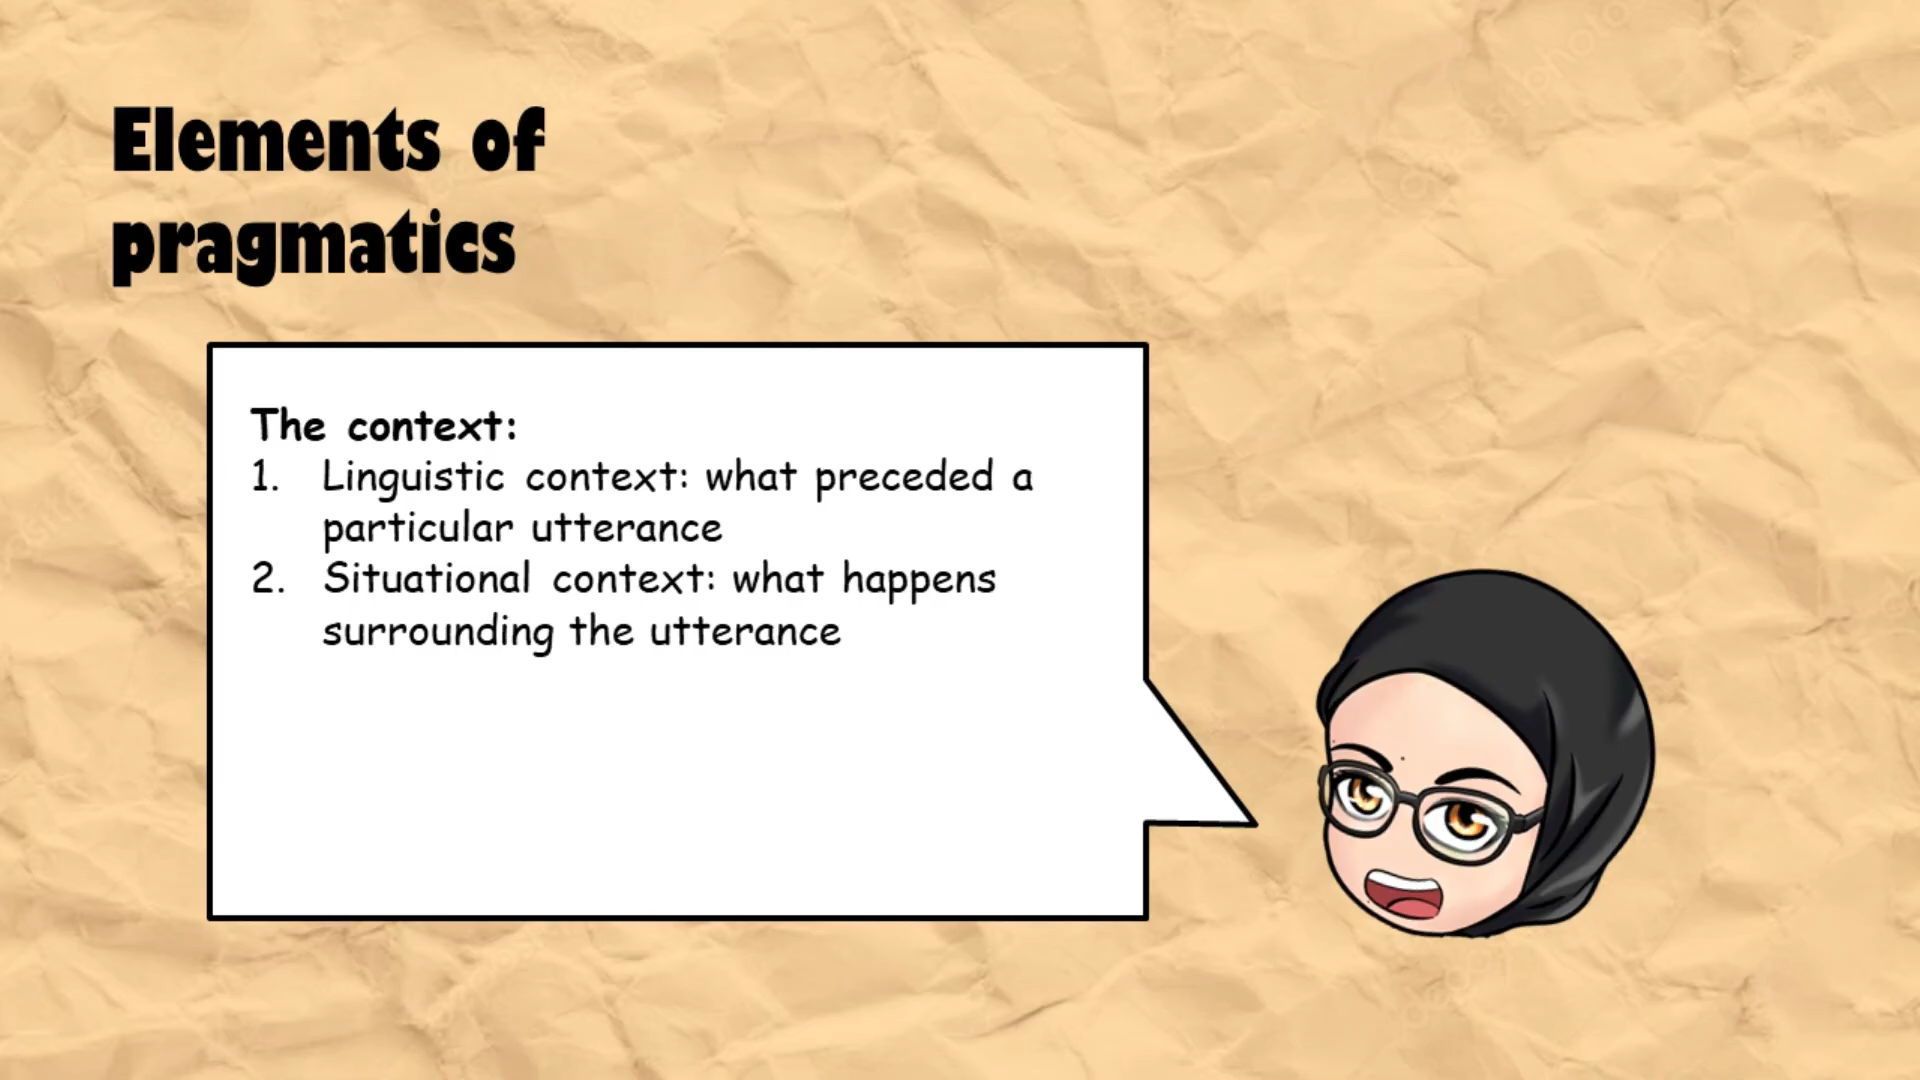 Elements of
pragmatics
The context:
1. Linguistic context: what preceded a
particular utterance
2. Situational context: what happens
surrounding the utterance